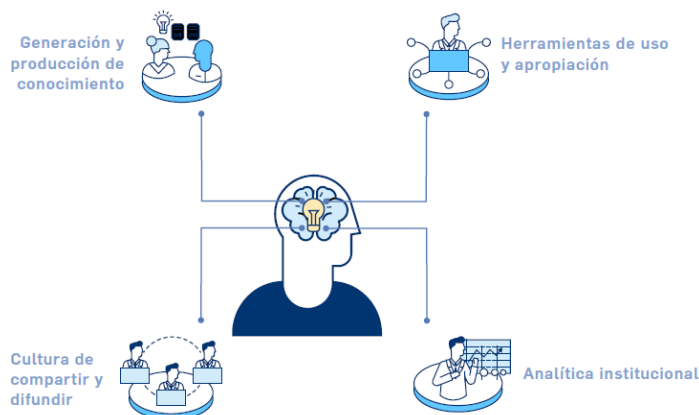 Generación y
producción de
conocimiento
Herramientas de uso
y apropiación
Cultura de
compartir y
difundir
Analítica institucional